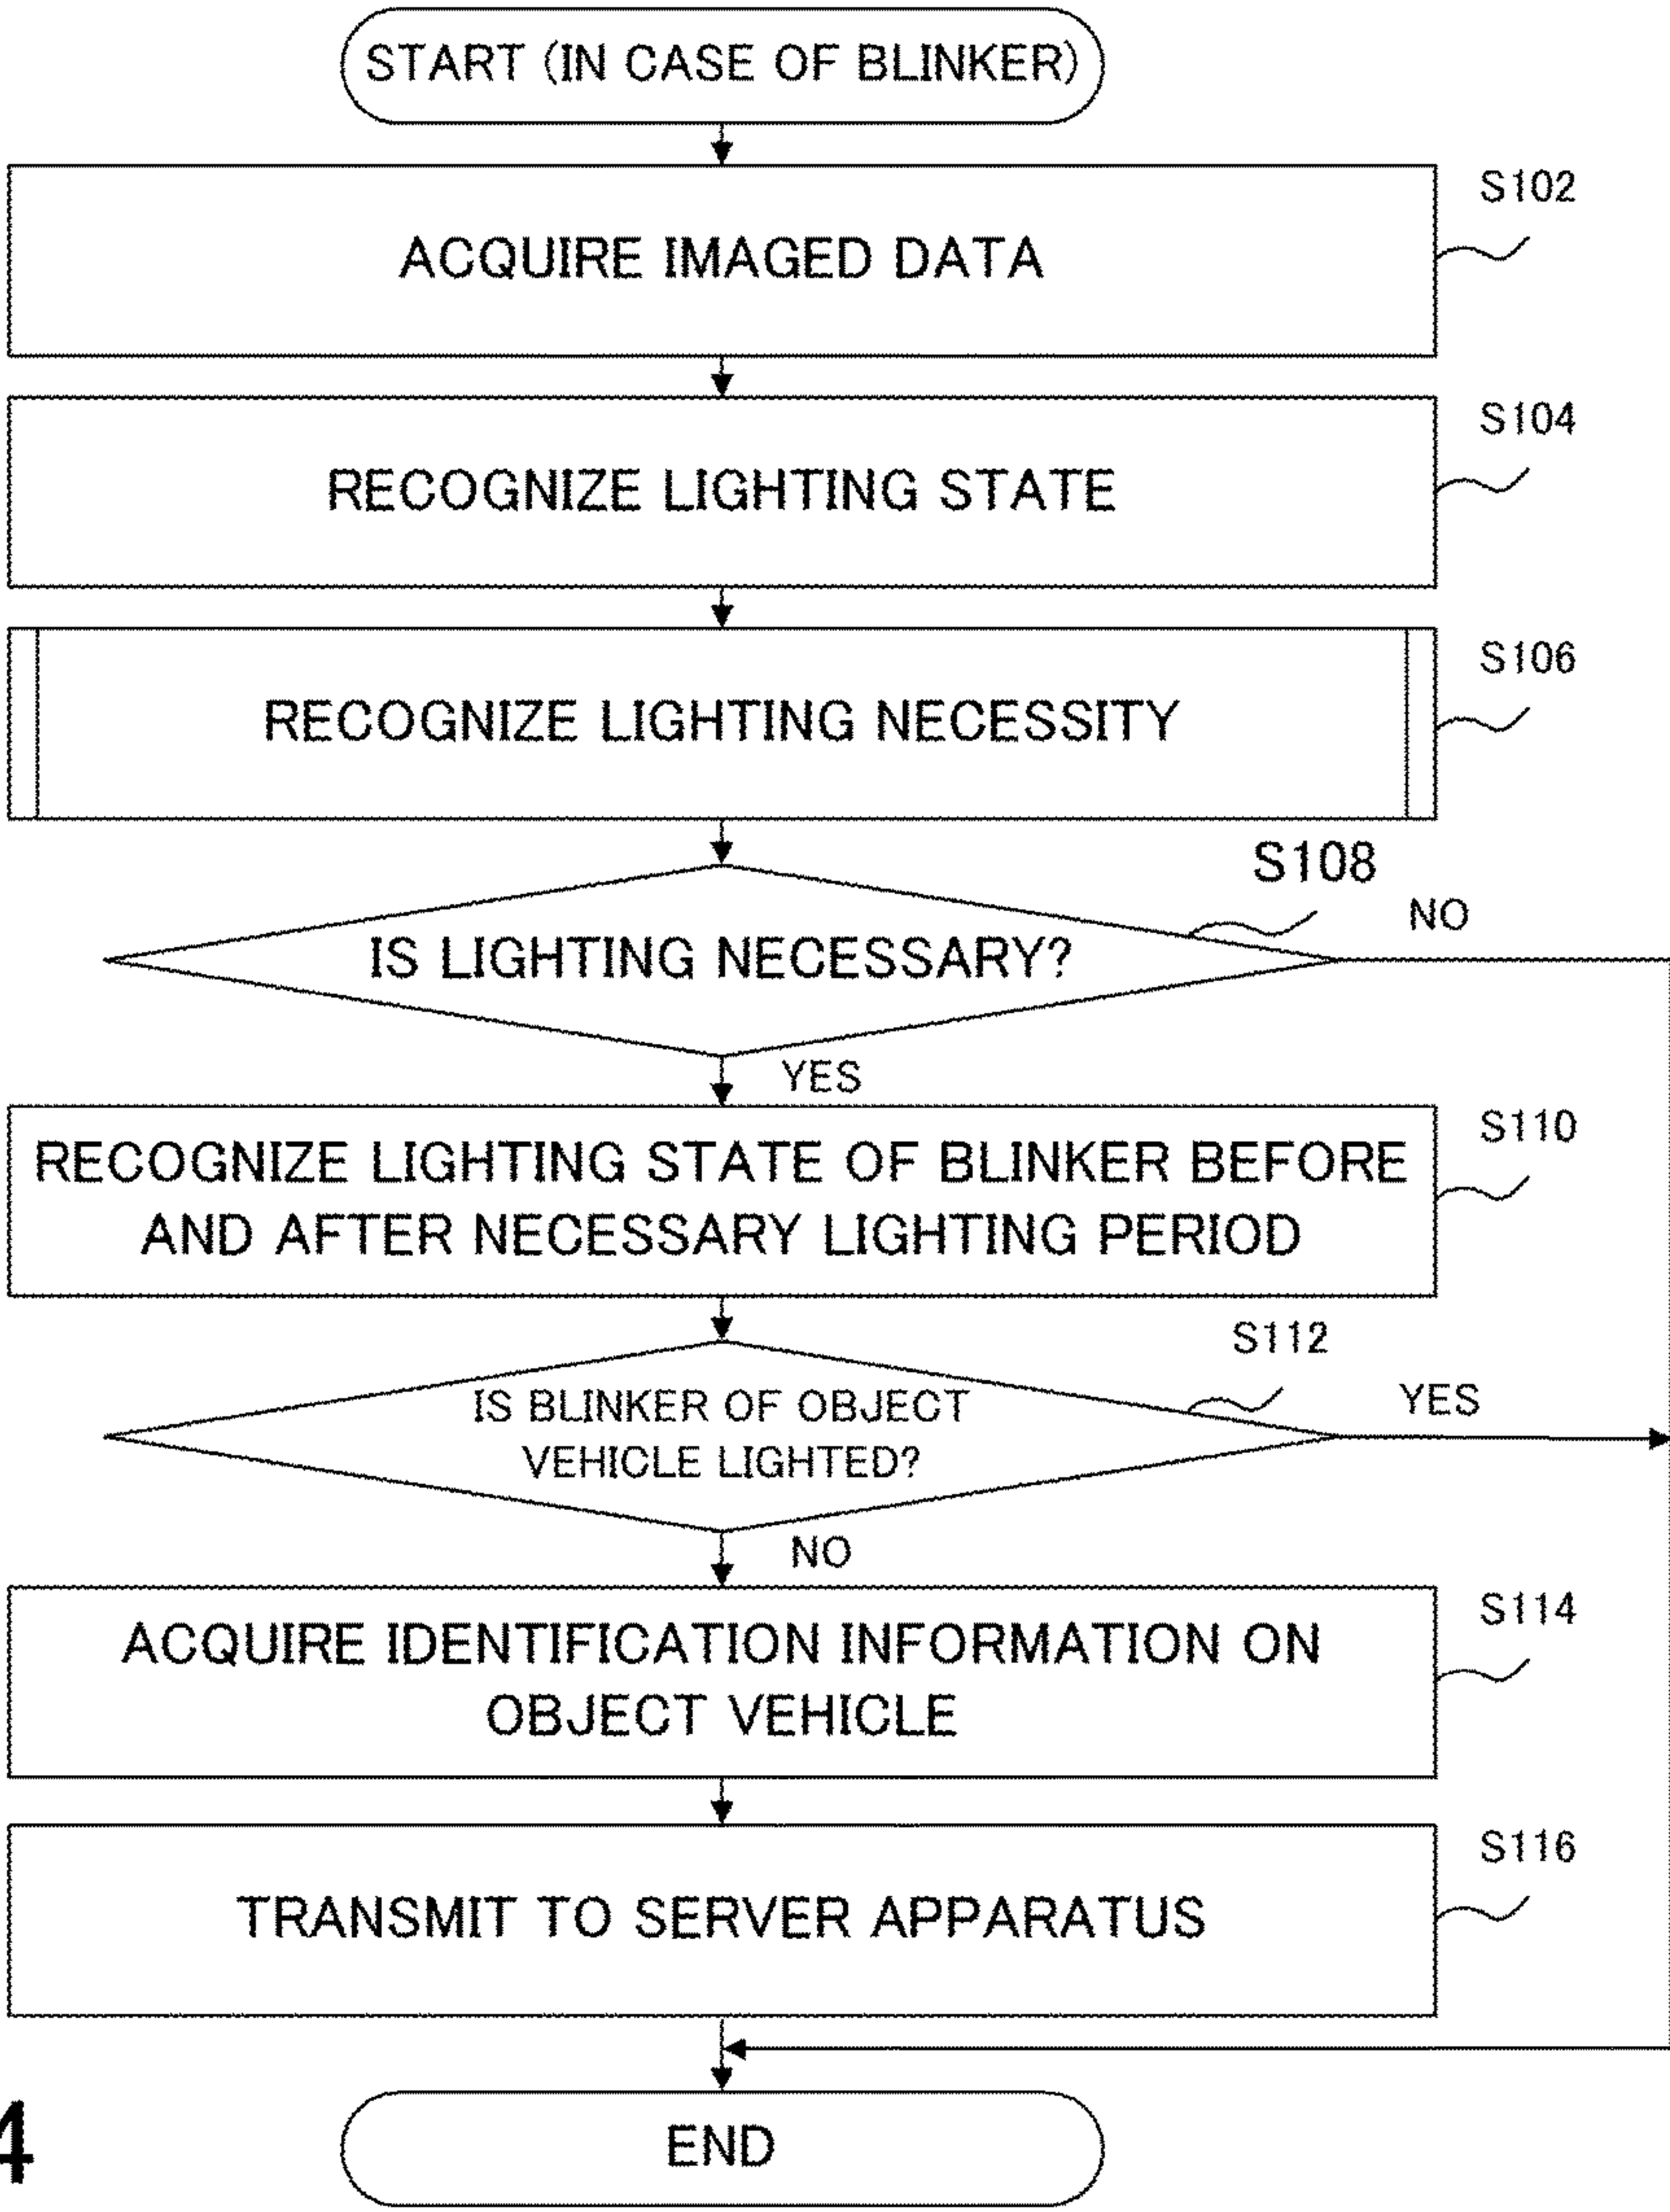 START (IN CASE OF BLINKER)
S102
ACQUIRE IMAGED DATA
S104
RECOGNIZE LIGHTING STATE
S106
RECOGNIZE LIGHTING NECESSITY
S108
NO
IS LIGHTING NECESSARY?
YES
S110
RECOGNIZE LIGHTING STATE OF BLINKER BEFORE
AND AFTER NECESSARY LIGHTING PERIOD
S112
YES
IS BLINKER OF OBJECT
VEHICLE LIGHTED?
NO
S114
ACQUIRE IDENTIFICATION INFORMATION ON
OBJECT VEHICLE
S116
TRANSMIT TO SERVER APPARATUS
END
4